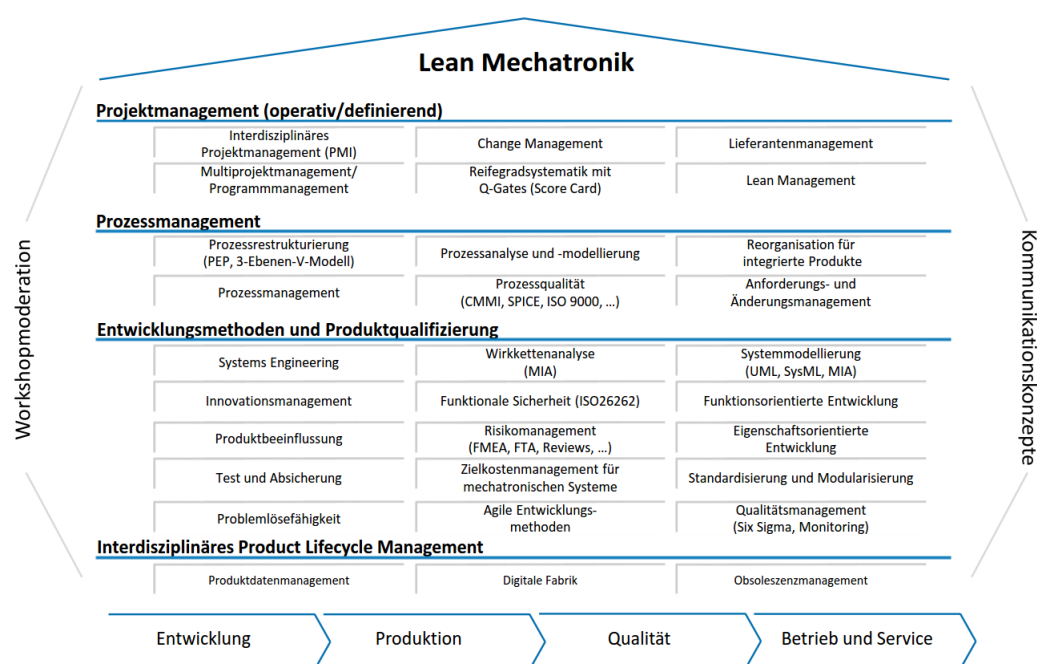 Lean Mechatronik
Projektmanagement (operativ/definierend)
Interdisziplinäres
Projektmanagement (PMI)
Change Management
Lieferantenmanagement
Multiprojektmanagement/
Programmmanagement
Reifegradsystematik mit
Q-Gates (Score Card)
Lean Management
Prozessmanagement
Prozessrestrukturierung
(PEP, 3-Ebenen-V-Modell)
Prozessanalyse und -modellierung
Reorganisation für
integrierte Produkte
Prozessmanagement
Prozessqualität
(CMMI, SPICE, ISO 9000, ...)
Anforderungs- und
Änderungsmanagement
Entwicklungsmethoden und Produktqualifizierung
Systems Engineering
Wirkkettenanalyse
(MIA)
Systemmodellierung
(UML, SysML, MIA)
Innovationsmanagement
Funktionale Sicherheit (ISO26262)
Funktionsorientierte Entwicklung
Produktbeeinflussung
Risikomanagement
(FMEA, FTA, Reviews, ...)
Eigenschaftsorientierte
Entwicklung
Test und Absicherung
Zielkostenmanagement für
mechatronischen Systeme
Standardisierung und Modularisierung
Problemlösefähigkeit
Agile Entwicklungs-
methoden
Qualitätsmanagement
(Six Sigma, Monitoring)
Interdisziplinäres Product Lifecycle Management
Produktdatenmanagement
Digitale Fabrik
Obsoleszenzmanagement
Workshopmoderation
Kommunikationskonzepte
Entwicklung
Produktion
Qualität
Betrieb und Service